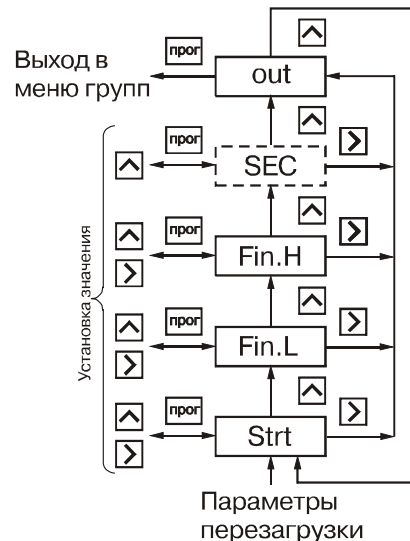 Выход в
меню групп
прог
out
прог
SEC
прог
Fin.H
прог
Fin.L
прог
Strt
Установка значения
Параметры
перезагрузки